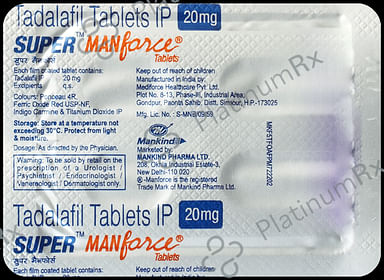 Tadalafil Tablets IP 20mg
SUPER™ MANforce®
Tablets
सुपर मैनफोर्स
Each film coated tablet contains:
Tadalafil IP 20 mg
Excipients q.s.
Colours: Ponceau 4R,
Ferric Oxide Red USP-NF,
Indigo Carmine & Titanium Dioxide IP
Storage: Store at a temperature not
exceeding 30°C. Protect from light
& moisture.
Dosage: As directed by the Physician.
Warning: To be sold by retail on the
prescription of a Urologist /
Psychiatrist / Endocrinologist /
Venereologist / Dermatologist only.
Keep out of reach of children
Manufactured in India by:
Mediforce Healthcare Pvt. Ltd.
Plot No. 8-13, Phase-III, Industrial Area,
Gondpur, Paonta Sahib, Distt. Sirmour, H.P.-173025
Mfg. Lic. No.:
Mankind
Marketed by:
MANKIND PHARMA LTD.
208, Okhla Industrial Estate-3,
New Delhi-110 020
®-Manforce is the registered
Trade Mark of Mankind Pharma Ltd.
Tadalafil Tablets IP 20mg
SUPER™ MANforce®
Tablets
सुपर मैनफोर्स
Each film coated tablet contains:
Keep out of reach of children
PlatinumRx
PlatinumRx